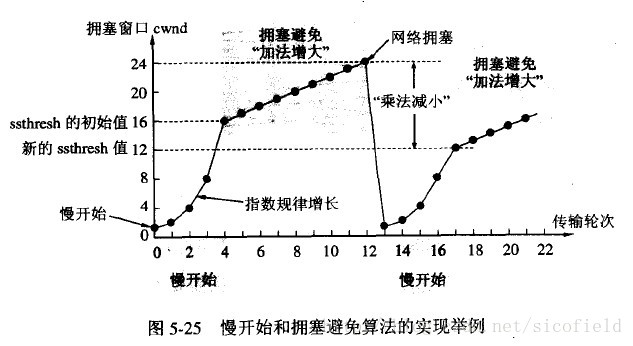 拥塞窗口 cwnd
拥塞避免
“加法增大”
网络拥塞
拥塞避免
“加法增大”
24
20
“乘法减小”
ssthresh 的初始值 16
新的 ssthresh 值 12
8
4
指数规律增长
慢开始
0
传输轮次
0 2 4 6 8 10 12 14 16 18 20 22
慢开始
慢开始
图 5-25 慢开始和拥塞避免算法的实现举例
net/sicofield